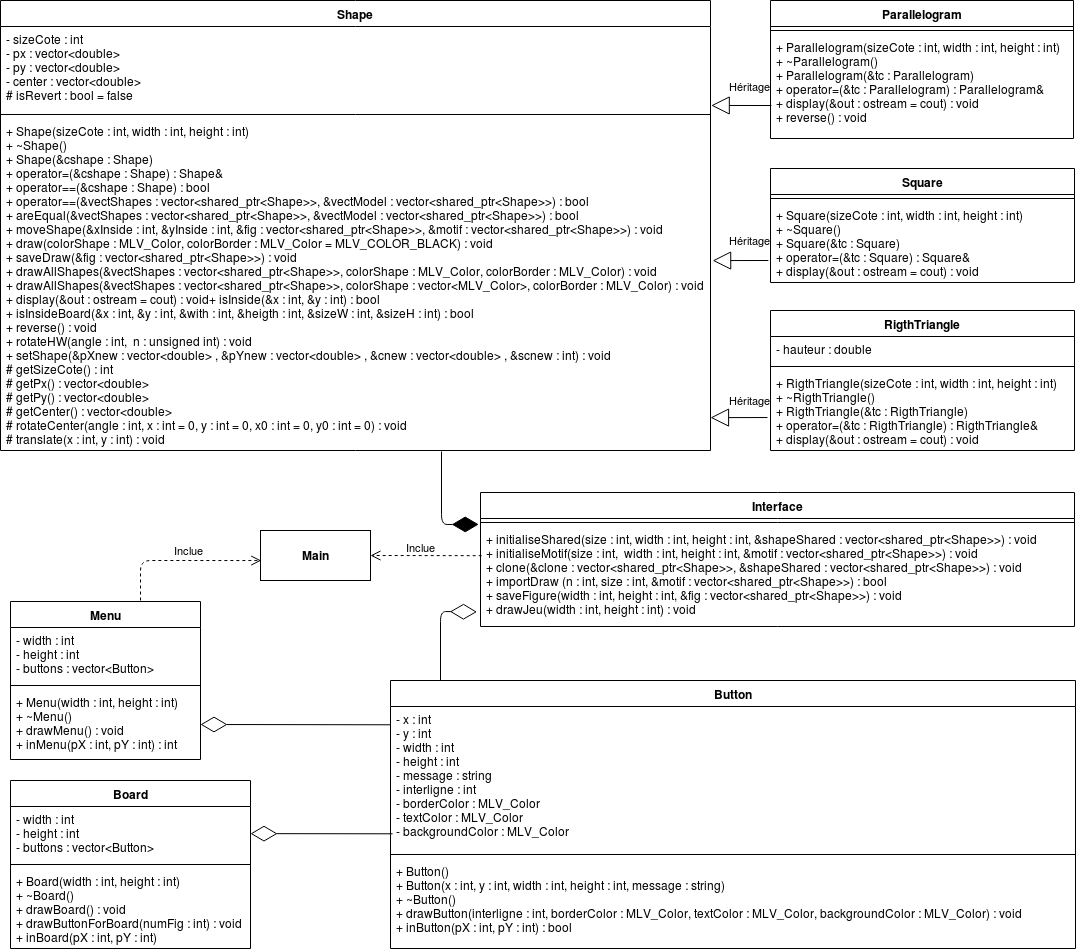 Shape
- sizeCote : int
- px : vector<double>
- py : vector<double>
- center : vector<double>
# isRevert : bool = false
+ Shape(sizeCote : int, width : int, height : int)
+ ~Shape()
+ Shape(&cshape : Shape)
+ operator=(&cshape : Shape) : Shape&
+ operator==(&cshape : Shape) : bool
+ operator==(&vectShapes : vector<shared_ptr<Shape>>, &vectModel : vector<shared_ptr<Shape>>) : bool
+ areEqual(&vectShapes : vector<shared_ptr<Shape>>, &vectModel : vector<shared_ptr<Shape>>) : bool
+ moveShape(&xInside : int, &yInside : int, &fig : vector<shared_ptr<Shape>>, &motif : vector<shared_ptr<Shape>>) : void
+ draw(colorShape : MLV_Color, colorBorder : MLV_Color = MLV_COLOR_BLACK) : void
+ saveDraw(&fig : vector<shared_ptr<Shape>>) : void
+ drawAllShapes(&vectShapes : vector<shared_ptr<Shape>>, colorShape : MLV_Color, colorBorder : MLV_Color) : void
+ drawAllShapes(&vectShapes : vector<shared_ptr<Shape>>, colorShape : vector<MLV_Color>, colorBorder : MLV_Color) : void
+ display(&out : ostream = cout) : void+ isInside(&x : int, &y : int) : bool
+ isInsideBoard(&x : int, &y : int, &with : int, &heigth : int, &sizeW : int, &sizeH : int) : bool
+ reverse() : void
+ rotateHW(angle : int, n : unsigned int) : void
+ setShape(&pXnew : vector<double> , &pYnew : vector<double> , &cnew : vector<double> , &scnew : int) : void
# getSizeCote() : int
# getPx() : vector<double>
# getPy() : vector<double>
# getCenter() : vector<double>
# rotateCenter(angle : int, x : int = 0, y : int = 0, x0 : int = 0, y0 : int = 0) : void
# translate(x : int, y : int) : void
Héritage
Parallelogram
+ Parallelogram(sizeCote : int, width : int, height : int)
+ ~Parallelogram()
+ Parallelogram(&tc : Parallelogram)
+ operator=(&tc : Parallelogram) : Parallelogram&
+ display(&out : ostream = cout) : void
+ reverse() : void
Héritage
Square
+ Square(sizeCote : int, width : int, height : int)
+ ~Square()
+ Square(&tc : Square)
+ operator=(&tc : Square) : Square&
+ display(&out : ostream = cout) : void
Héritage
RigthTriangle
- hauteur : double
+ RigthTriangle(sizeCote : int, width : int, height : int)
+ ~RigthTriangle()
+ RigthTriangle(&tc : RigthTriangle)
+ operator=(&tc : RigthTriangle) : RigthTriangle&
+ display(&out : ostream = cout) : void
Interface
+ initialiseShared(size : int, width : int, height : int, &shapeShared : vector<shared_ptr<Shape>>) : void
+ initialiseMotif(size : int, width : int, height : int, &motif : vector<shared_ptr<Shape>>) : void
+ clone(&clone : vector<shared_ptr<Shape>>, &shapeShared : vector<shared_ptr<Shape>>) : void
+ importDraw (n : int, size : int, &motif : vector<shared_ptr<Shape>>) : bool
+ saveFigure(width : int, height : int, &fig : vector<shared_ptr<Shape>>) : void
+ drawJeu(width : int, height : int) : void
Inclue
Main
Inclue
Menu
- width : int
- height : int
- buttons : vector<Button>
+ Menu(width : int, height : int)
+ ~Menu()
+ drawMenu() : void
+ inMenu(pX : int, pY : int) : int
Board
- width : int
- height : int
- buttons : vector<Button>
+ Board(width : int, height : int)
+ ~Board()
+ drawBoard() : void
+ drawButtonForBoard(numFig : int) : void
+ inBoard(pX : int, pY : int)
Button
- x : int
- y : int
- width : int
- height : int
- message : string
- interligne : int
- borderColor : MLV_Color
- textColor : MLV_Color
- backgroundColor : MLV_Color
+ Button()
+ Button(x : int, y : int, width : int, height : int, message : string)
+ ~Button()
+ drawButton(interligne : int, borderColor : MLV_Color, textColor : MLV_Color, backgroundColor : MLV_Color) : void
+ inButton(pX : int, pY : int) : bool